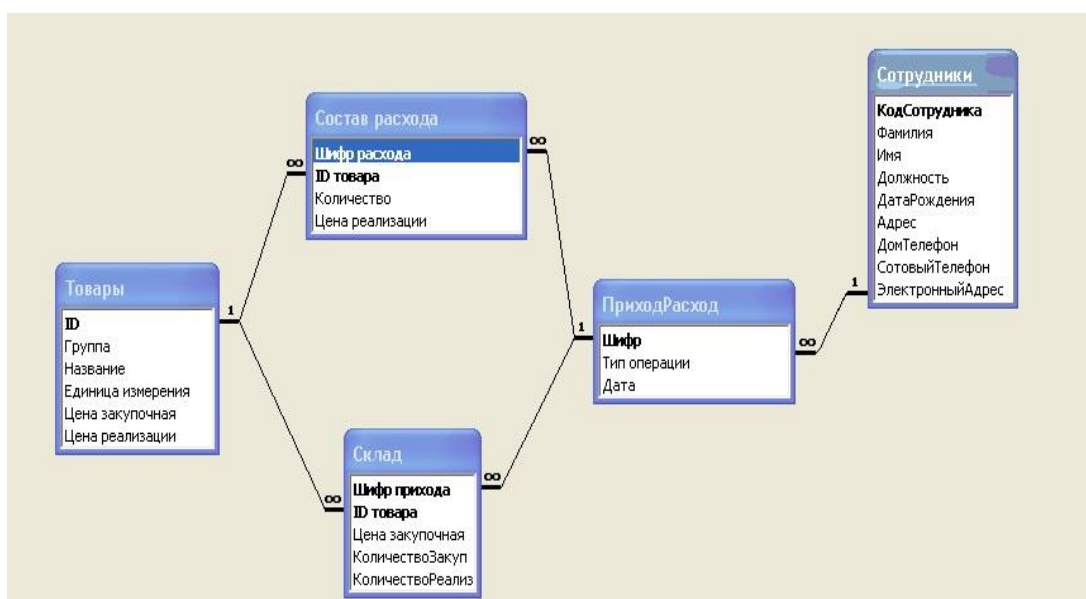 Сотрудники
КодСотрудника
Фамилия
Имя
Должность
ДатаРождения
Адрес
ДомТелефон
СотовыйТелефон
ЭлектронныйАдрес
Состав расхода
Шифр расхода
ID товара
Количество
Цена реализации
Товары
ID
Группа
Название
Единица измерения
Цена закупочная
Цена реализации
ПриходРасход
Шифр
Тип операции
Дата
Склад
Шифр прихода
ID товара
Цена закупочная
КоличествоЗакуп
КоличествоРеализ
∞
∞
1
∞
∞
1
∞
1